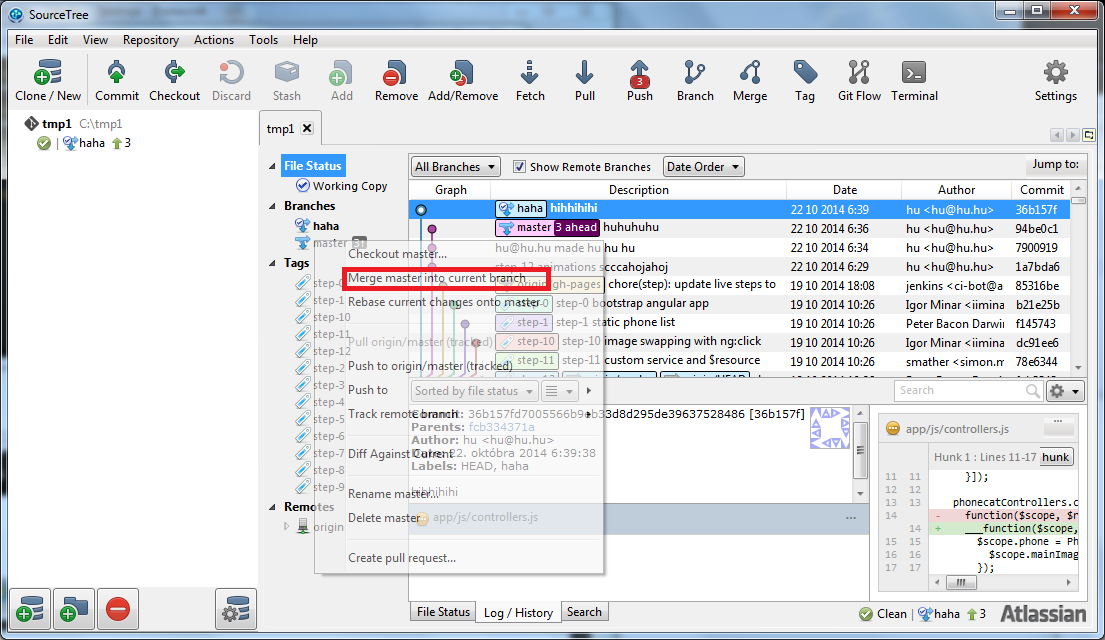 SourceTree
File Edit View Repository Actions Tools Help
Clone / New Commit Checkout Discard Stash Add Remove Add/Remove Fetch Pull Push Branch Merge Tag Git Flow Terminal Settings
3
tmp1 C:\tmp1
haha 3
tmp1
File Status
Working Copy
Branches
haha
master 3
Tags
step-0
step-1
step-10
step-11
step-12
step-2
step-3
step-4
step-5
step-6
step-7
step-8
step-9
Remotes
origin
All Branches Show Remote Branches Date Order Jump to:
Graph Description Date Author Commit
haha hihhihihi 22 10 2014 6:39 hu <hu@hu.hu> 36b157f
master 3 ahead huhuhuhu 22 10 2014 6:36 hu <hu@hu.hu> 94be0c1
hu@hu.hu made hu hu hu 22 10 2014 6:34 hu <hu@hu.hu> 7900919
step-12 animations scccahojahoj 22 10 2014 6:31 hu <hu@hu.hu> 1a7bda6
origin/gh-pages chore(step): update live steps to 19 10 2014 18:08 jenkins <ci-bot@a 85316be
step-0 step-0 bootstrap angular app 19 10 2014 10:26 Igor Minar <iimina b21e25b
step-1 step-1 static phone list 19 10 2014 10:26 Peter Bacon Darwin f145743
step-10 step-10 image swapping with ng:click 19 10 2014 10:26 Igor Minar <iimina dc91ee6
step-11 step-11 custom service and $resource 19 10 2014 10:26 smather <simon.m 78e6344
Checkout master...
Merge master into current branch
Rebase current changes onto master
Pull origin/master (tracked)
Push to origin/master (tracked)
Push to
Track remote branch
Diff Against Current
Rename master...
Delete master
Create pull request...
Sorted by file status
Search
Commit: 36b157fd7005566b9cb33d8d295de39637528486 [36b157f]
Parents: fcb334371a
Author: hu <hu@hu.hu>
22. októbra 2014 6:39:38
Labels: HEAD, haha
hihhihihi
app/js/controllers.js
app/js/controllers.js
Hunk 1 : Lines 11-17 hunk
11 11 }]);
12 12
13 13 phonecatControllers.c
14 - function($scope, $r
14 + __function($scope,
15 15 $scope.phone = Ph
16 16 $scope.mainImag
17 17 });
File Status Log / History Search
Clean haha 3 Atlassian